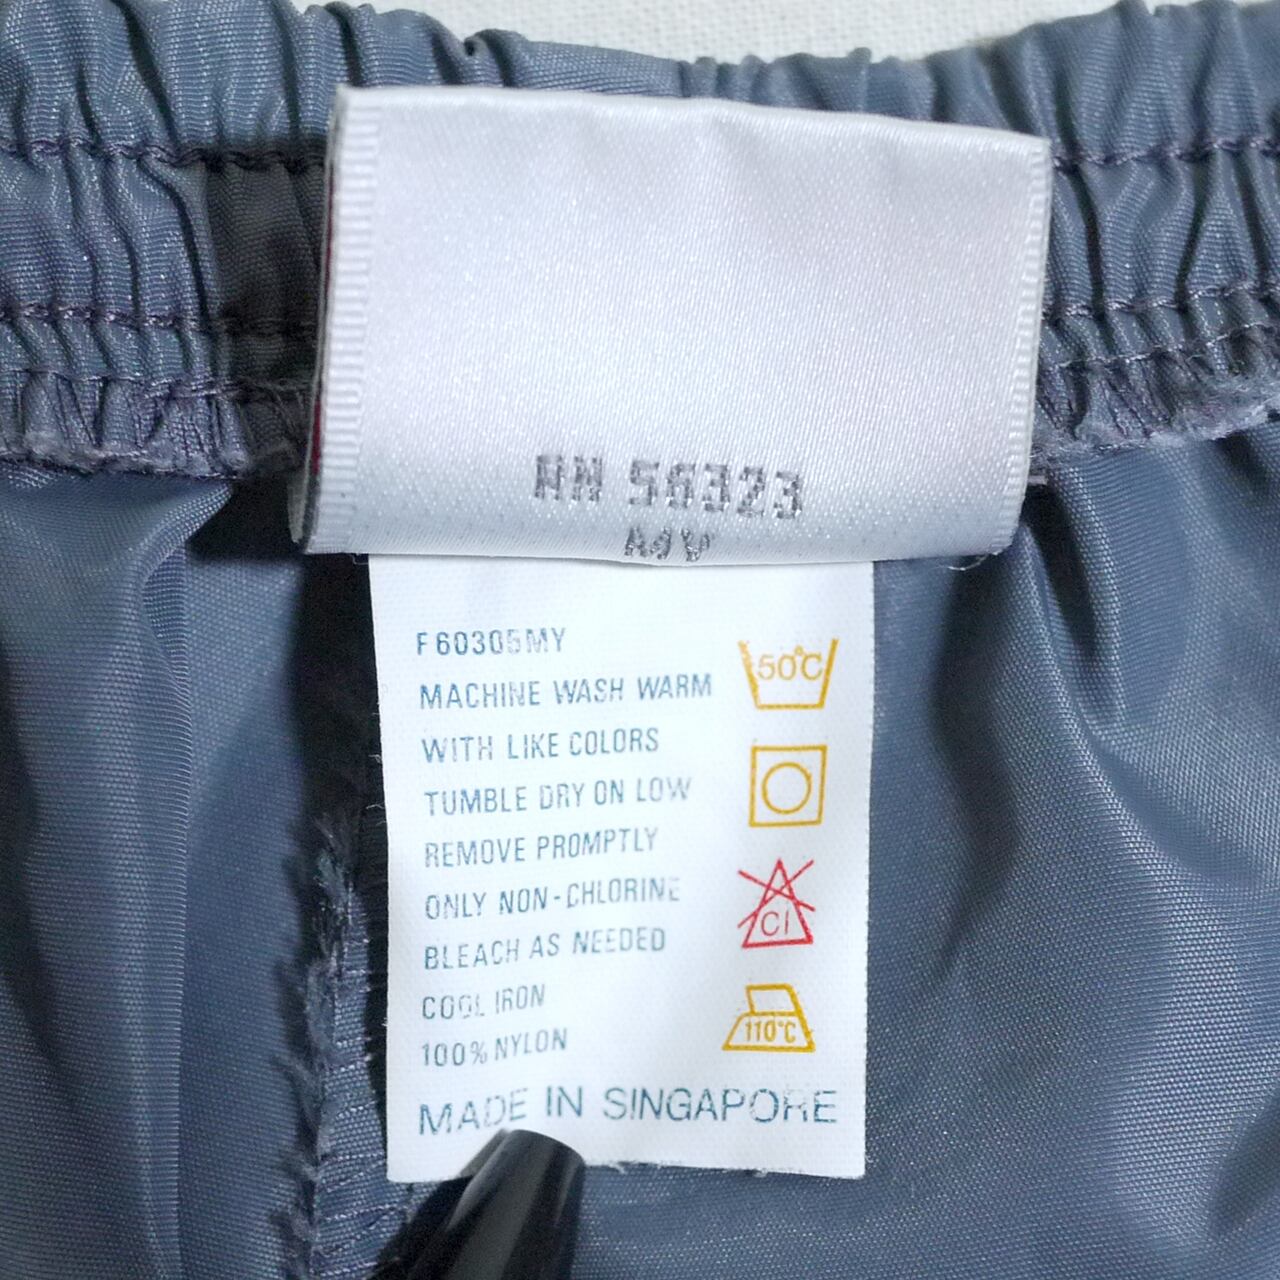 RN 56323
MV
F60305MY
MACHINE WASH WARM
WITH LIKE COLORS
TUMBLE DRY ON LOW
REMOVE PROMPTLY
ONLY NON-CHLORINE
BLEACH AS NEEDED
COOL IRON
100% NYLON
MADE IN SINGAPORE
50°C
Cl
110°C